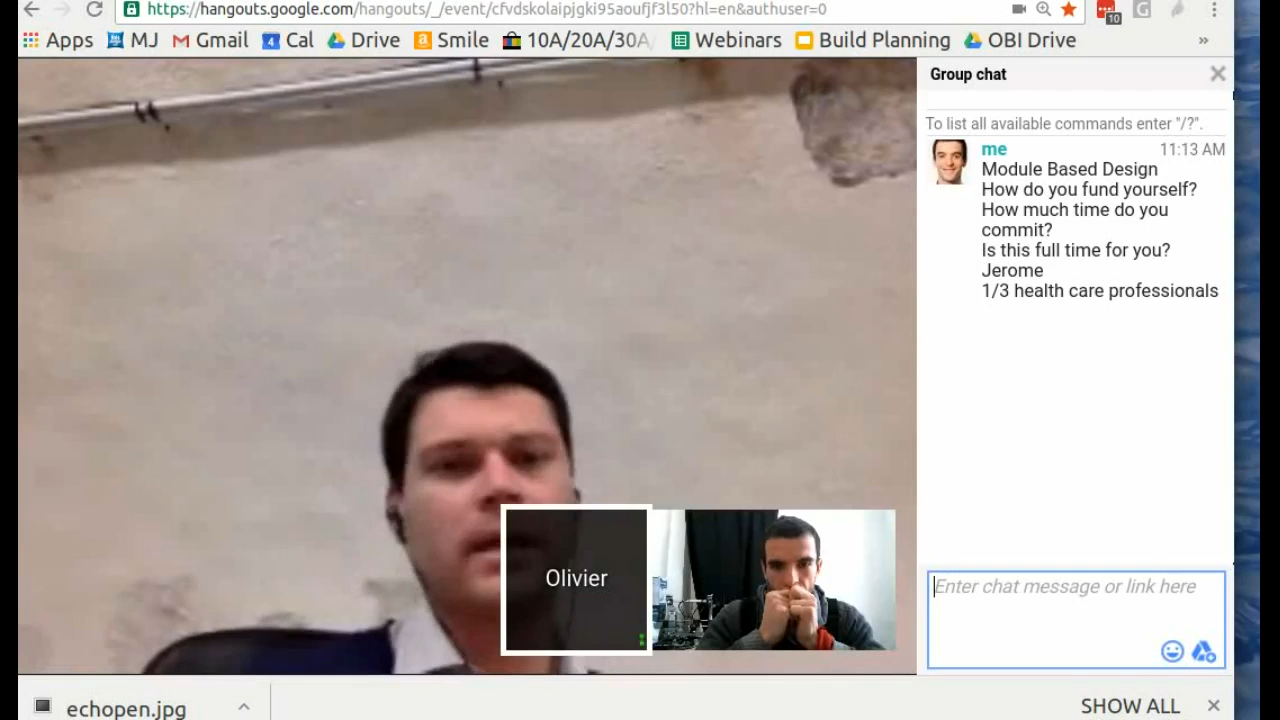 https://hangouts.google.com/hangouts/_/event/cfvdskolaipjgki95aoufjf3l50?hl=en&authuser=0
10
G
Apps MJ Gmail 4 Cal Drive a Smile 10A/20A/30A Webinars Build Planning OBI Drive »
Group chat
To list all available commands enter "/?".
me 11:13 AM
Module Based Design
How do you fund yourself?
How much time do you
commit?
Is this full time for you?
Jerome
1/3 health care professionals
Olivier
Enter chat message or link here
echopen.jpg
SHOW ALL